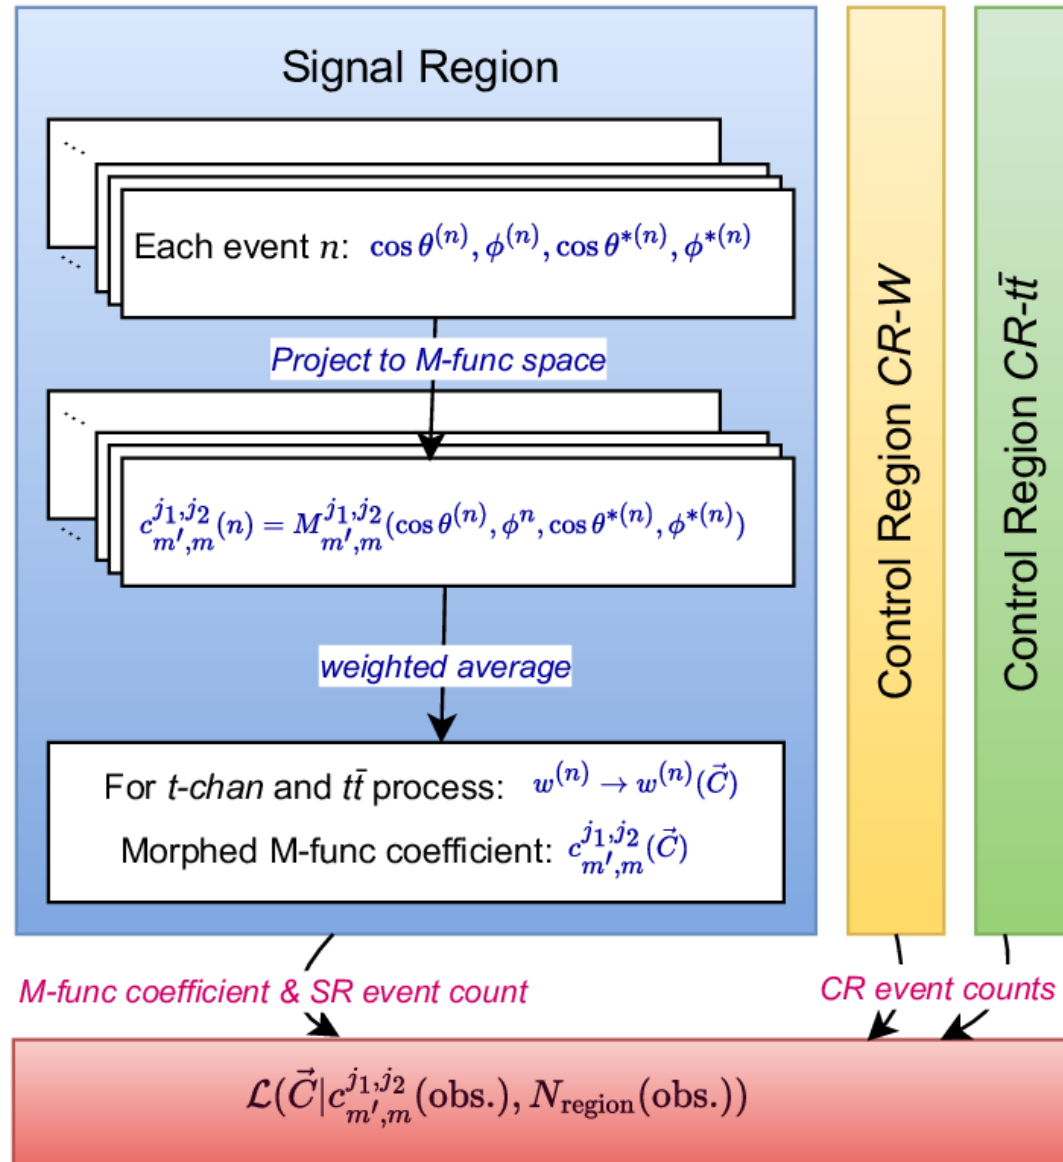 Signal Region
...
Each event n: cos θ^(n), ϕ^(n), cos θ^*(n), ϕ^*(n)
...
Project to M-func space
...
c^{j₁,j₂}_{m′,m}(n) = M^{j₁,j₂}_{m′,m}(cos θ^(n), ϕ^n, cos θ^*(n), ϕ^*(n))
...
weighted average
For t-chan and tt̄ process: w^(n) → w^(n)(C⃗)
Morphed M-func coefficient: c^{j₁,j₂}_{m′,m}(C⃗)
Control Region CR-W
Control Region CR-tt̄
M-func coefficient & SR event count
CR event counts
ℒ(C⃗|c^{j₁,j₂}_{m′,m}(obs.), N_region(obs.))